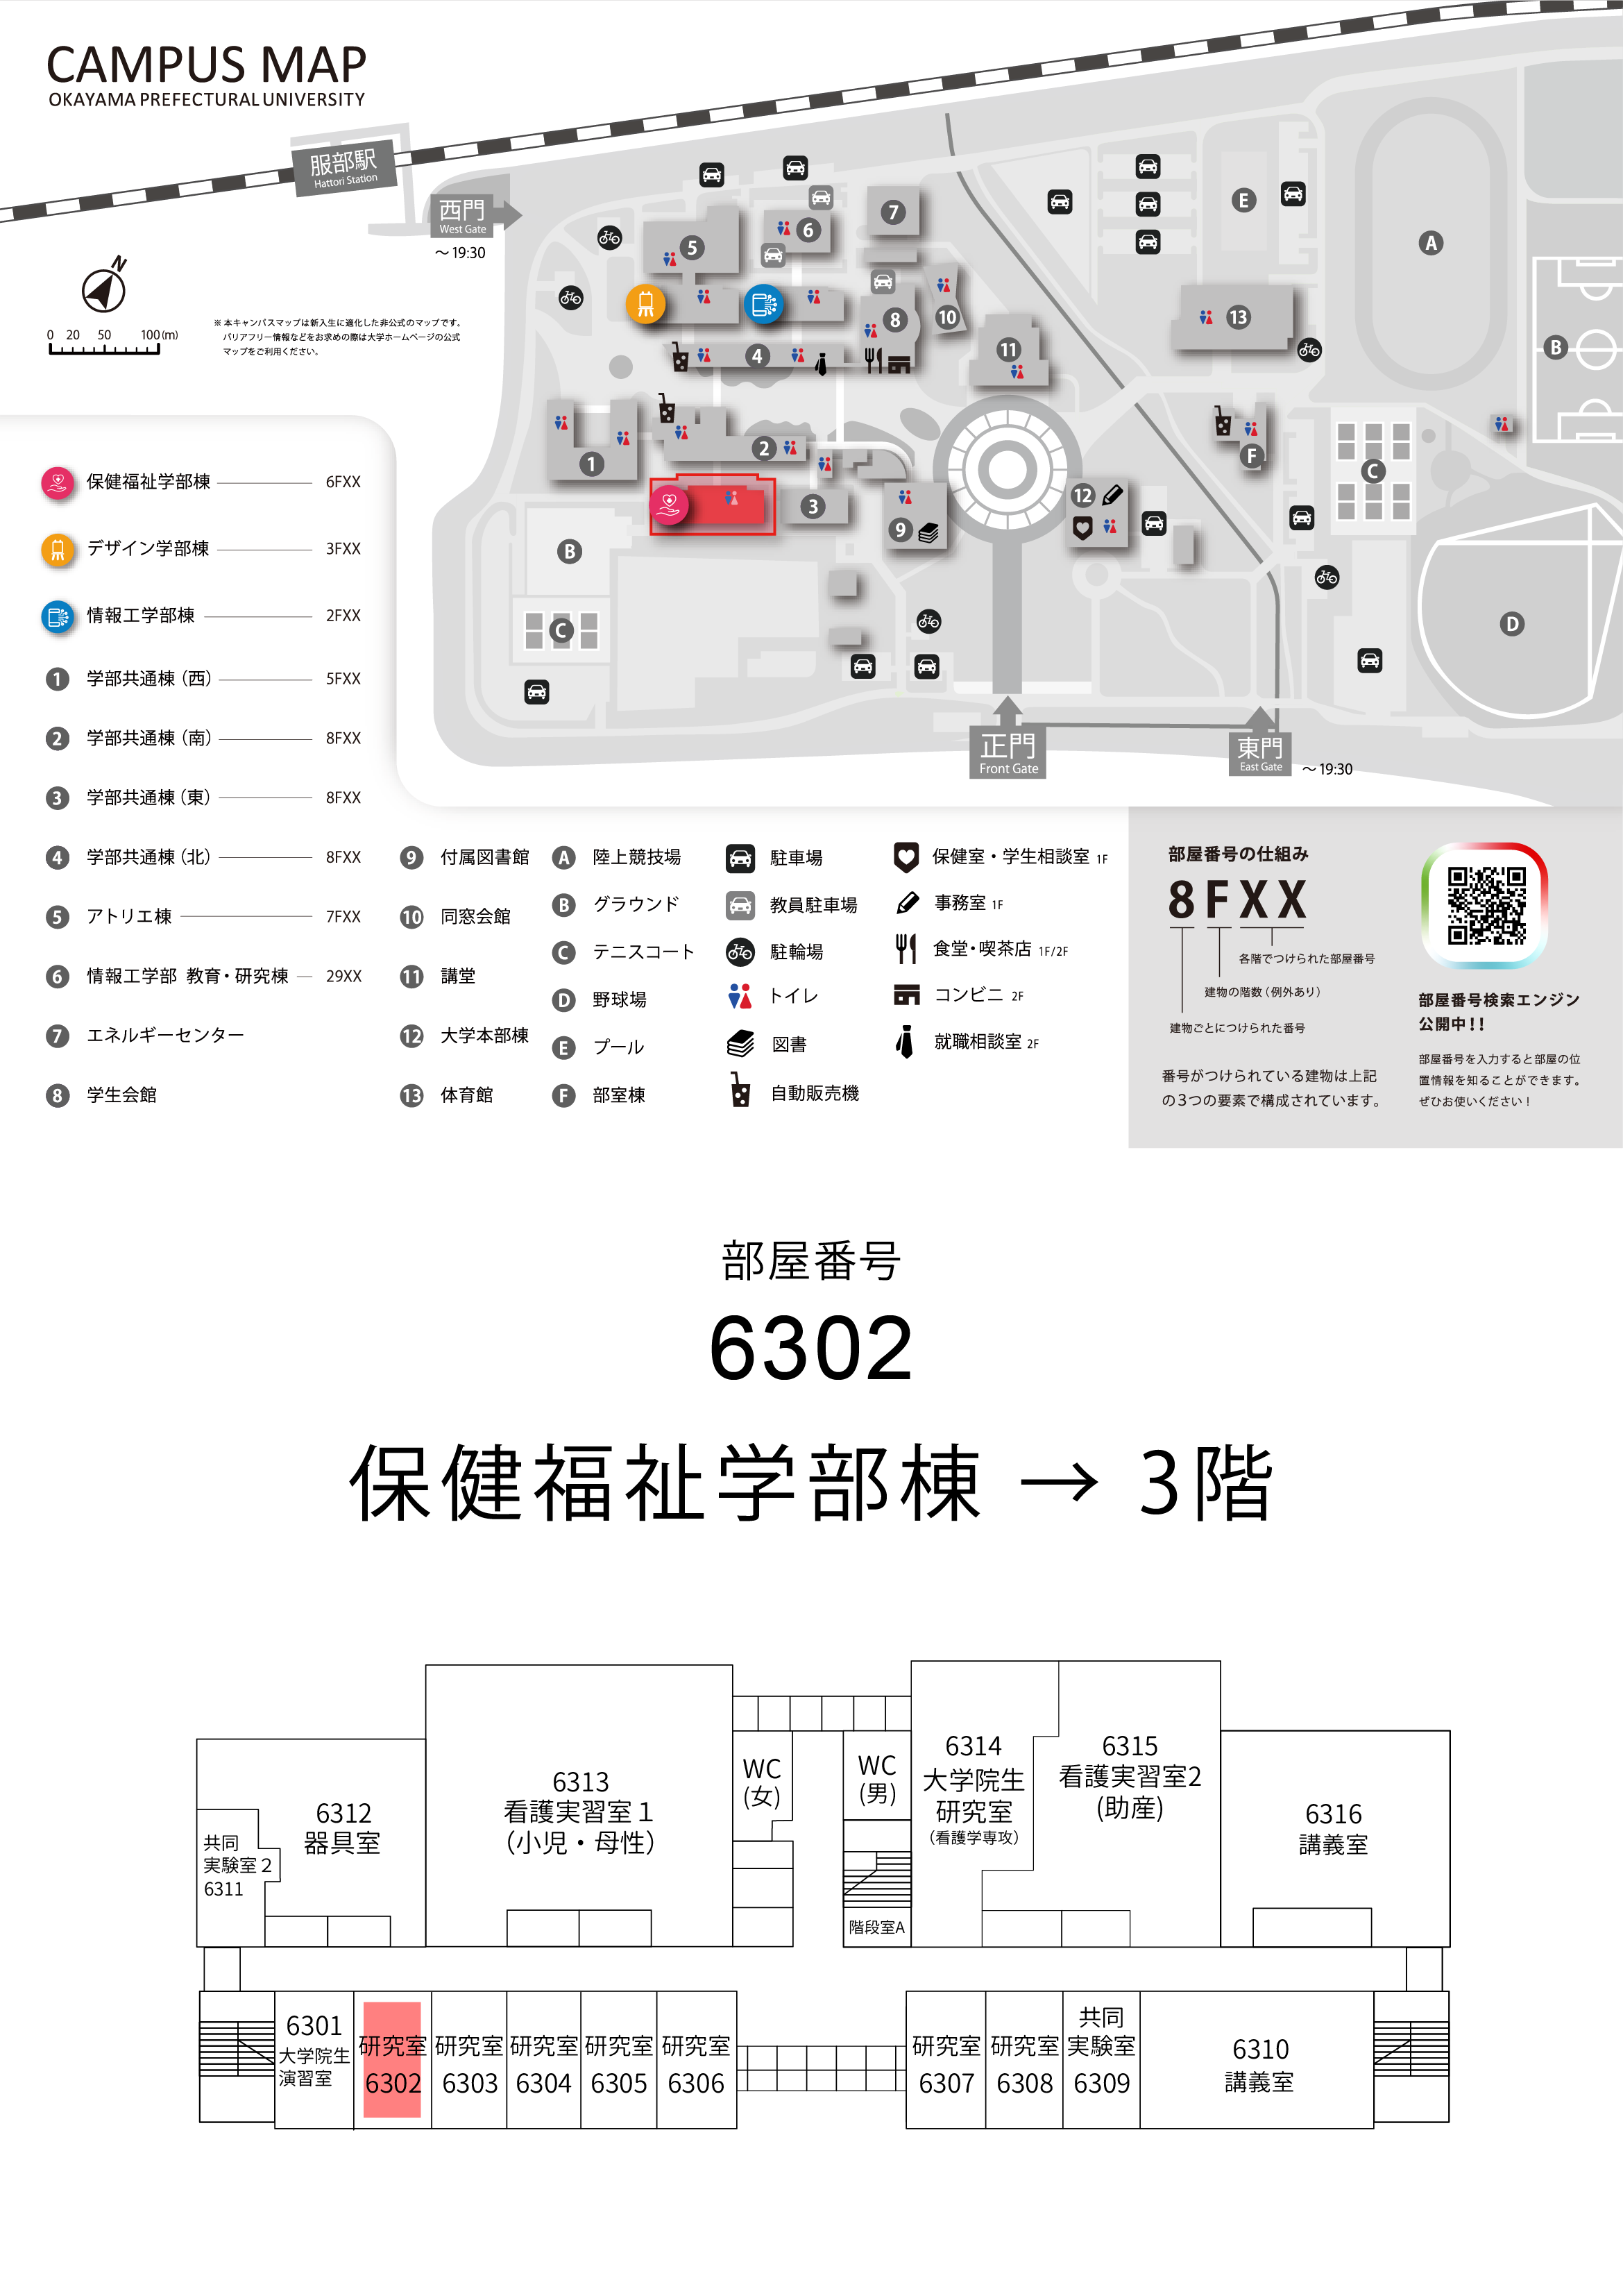 CAMPUS MAP
OKAYAMA PREFECTURAL UNIVERSITY
服部駅
Hattori Station
西門
West Gate
～19:30
N
0 20 50 100(m)
※ 本キャンパスマップは新入生に適化した非公式のマップです。
バリアフリー情報などをお求めの際は大学ホームページの公式
マップをご利用ください。
5
6
7
8
10
4
11
13
E
A
B
1
2
3
9
12
F
C
B
C
D
正門
Front Gate
東門
East Gate
～19:30
保健福祉学部棟 6FXX
デザイン学部棟 3FXX
情報工学部棟 2FXX
1 学部共通棟（西） 5FXX
2 学部共通棟（南） 8FXX
3 学部共通棟（東） 8FXX
4 学部共通棟（北） 8FXX
5 アトリエ棟 7FXX
6 情報工学部 教育・研究棟 29XX
7 エネルギーセンター
8 学生会館
9 付属図書館
10 同窓会館
11 講堂
12 大学本部棟
13 体育館
A 陸上競技場
B グラウンド
C テニスコート
D 野球場
E プール
F 部室棟
駐車場
教員駐車場
駐輪場
トイレ
図書
自動販売機
保健室・学生相談室 1F
事務室 1F
食堂・喫茶店 1F/2F
コンビニ 2F
就職相談室 2F
部屋番号の仕組み
8FXX
各階でつけられた部屋番号
建物の階数（例外あり）
建物ごとにつけられた番号
番号がつけられている建物は上記
の3つの要素で構成されています。
部屋番号検索エンジン
公開中！！
部屋番号を入力すると部屋の位
置情報を知ることができます。
ぜひお使いください！
部屋番号
6302
保健福祉学部棟 → 3階
共同
実験室２
6311
6312
器具室
6313
看護実習室１
（小児・母性）
WC
(女)
WC
(男)
階段室A
6314
大学院生
研究室
（看護学専攻）
6315
看護実習室2
(助産)
6316
講義室
6301
大学院生
演習室
研究室
6302
研究室
6303
研究室
6304
研究室
6305
研究室
6306
研究室
6307
研究室
6308
共同
実験室
6309
6310
講義室